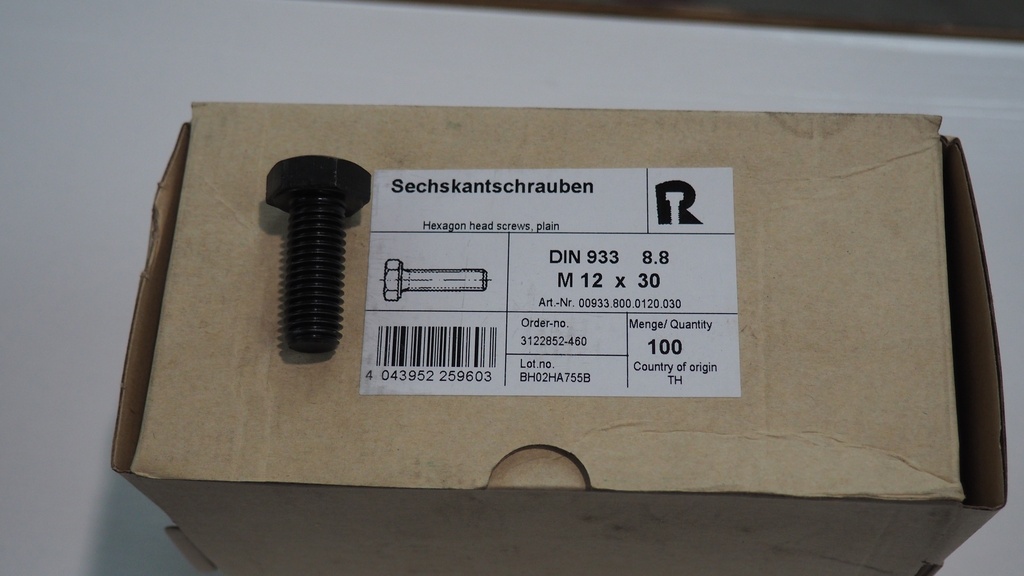 Sechskantschrauben
Hexagon head screws, plain
R
DIN 933 8.8
M 12 x 30
Art.-Nr. 00933.800.0120.030
4 043952 259603
Order-no.
3122852-460
Lot.no.
BH02HA755B
Menge/ Quantity
100
Country of origin
TH